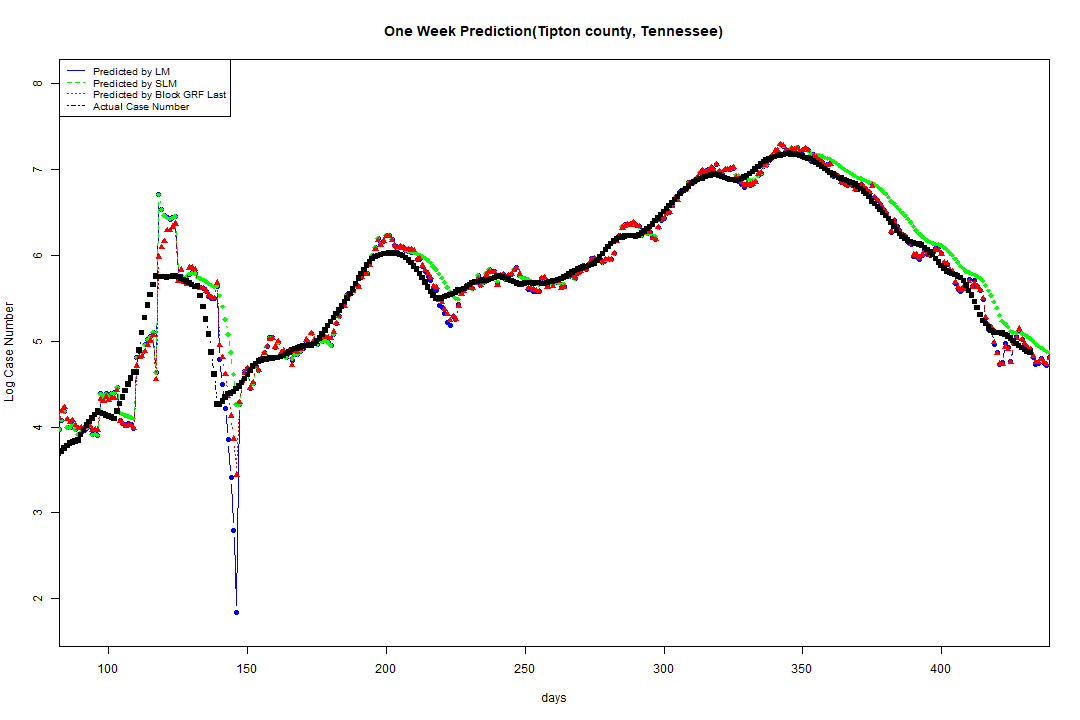 One Week Prediction(Tipton county, Tennessee)
Predicted by LM
Predicted by SLM
Predicted by Block GRF Last
Actual Case Number
8
7
6
5
4
3
2
Log Case Number
100 150 200 250 300 350 400
days